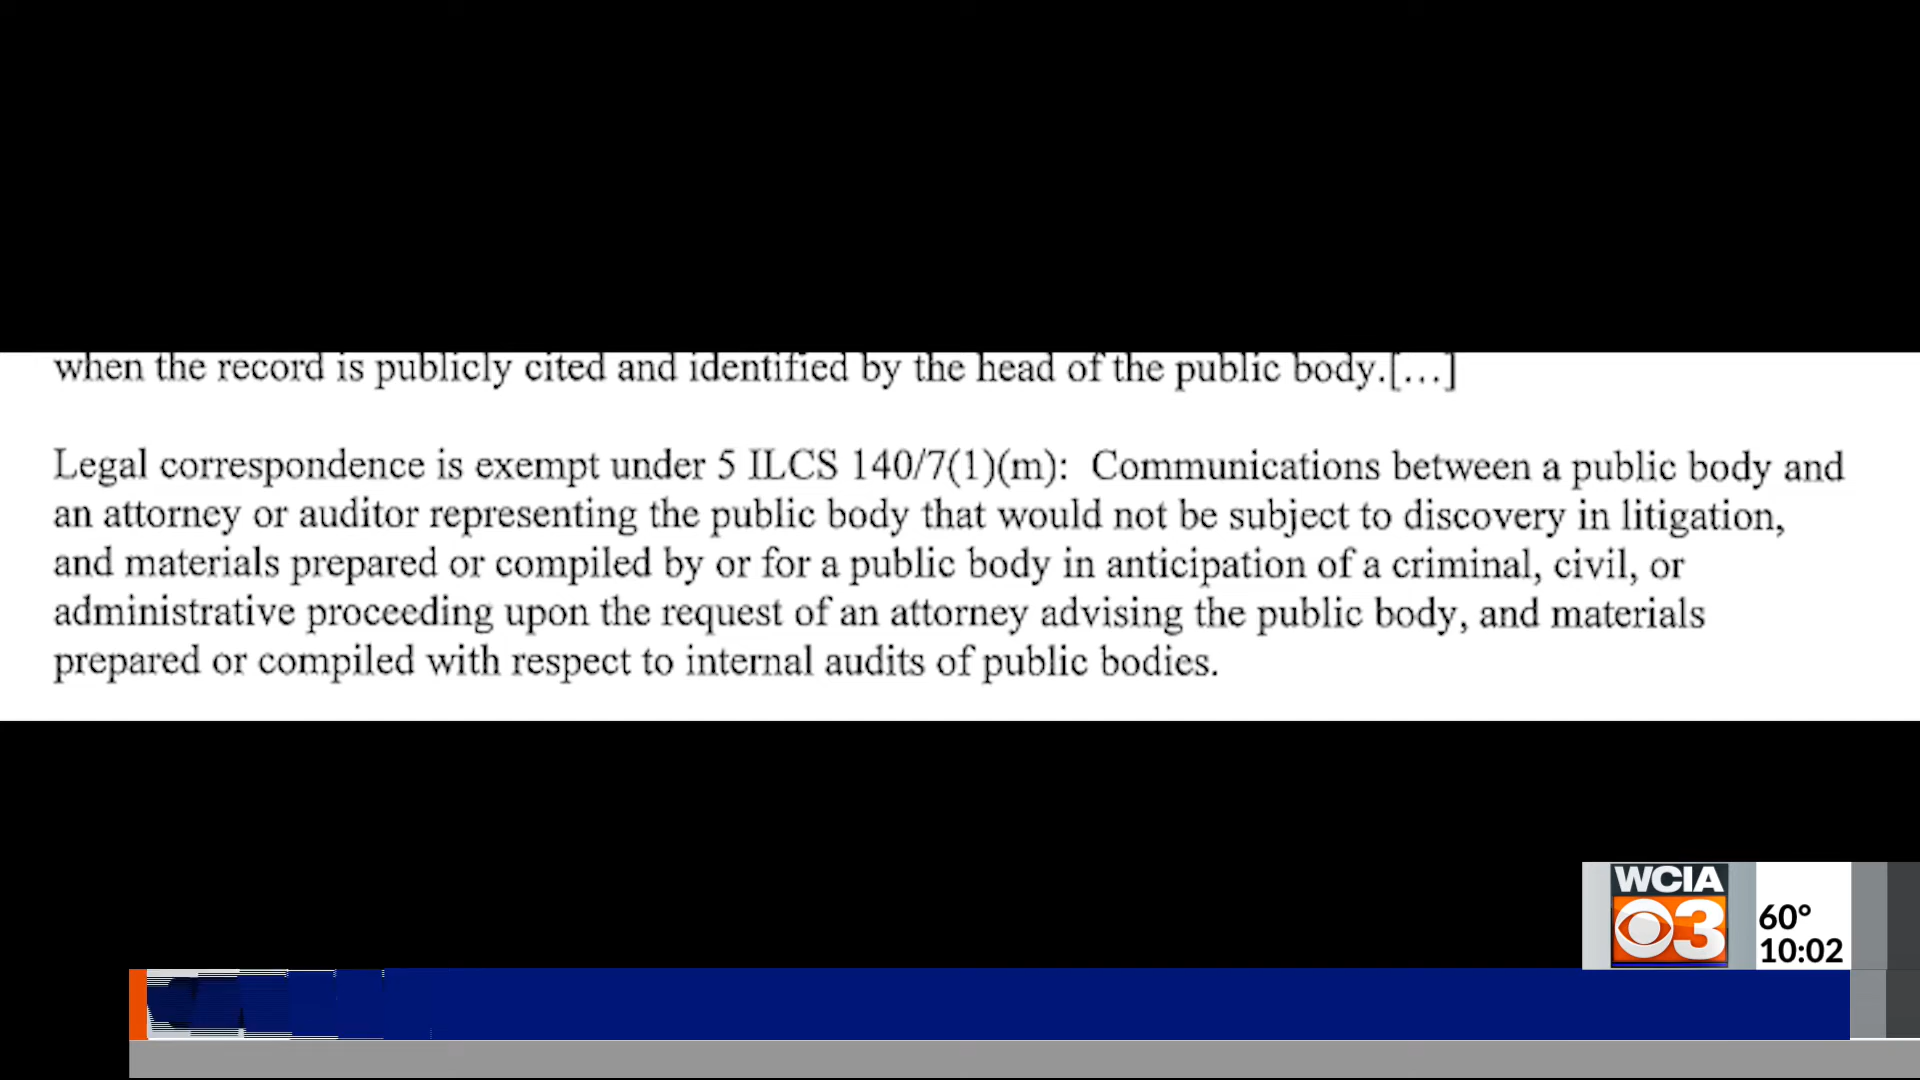 when the record is publicly cited and identified by the head of the public body.[…]
Legal correspondence is exempt under 5 ILCS 140/7(1)(m): Communications between a public body and
an attorney or auditor representing the public body that would not be subject to discovery in litigation,
and materials prepared or compiled by or for a public body in anticipation of a criminal, civil, or
administrative proceeding upon the request of an attorney advising the public body, and materials
prepared or compiled with respect to internal audits of public bodies.
WCIA
3
60°
10:02